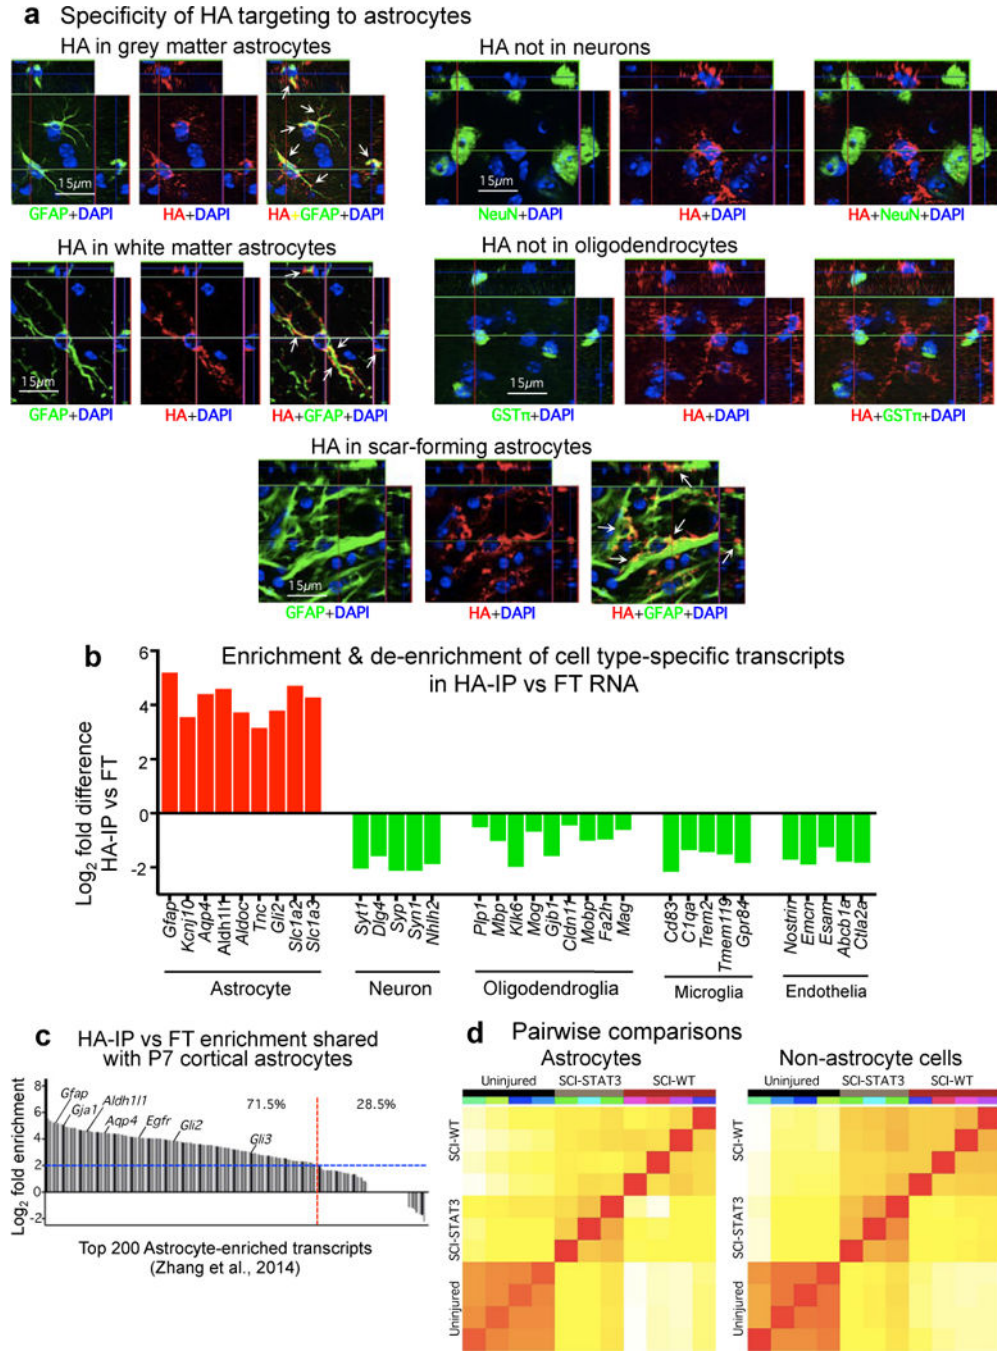 a Specificity of HA targeting to astrocytes
HA in grey matter astrocytes
HA not in neurons
15µm
15µm
GFAP+DAPI
HA+DAPI
HA+GFAP+DAPI
NeuN+DAPI
HA+DAPI
HA+NeuN+DAPI
HA in white matter astrocytes
HA not in oligodendrocytes
15µm
15µm
GFAP+DAPI
HA+DAPI
HA+GFAP+DAPI
GSTπ+DAPI
HA+DAPI
HA+GSTπ+DAPI
HA in scar-forming astrocytes
15µm
GFAP+DAPI
HA+DAPI
HA+GFAP+DAPI
b Enrichment & de-enrichment of cell type-specific transcripts
in HA-IP vs FT RNA
Log2 fold difference
HA-IP vs FT
6
4
2
0
-2
Gfap
Kcnj10
Aqp4
Aldh1l1
Aldoc
Tnc
Gli2
Slc1a2
Slc1a3
Syt1
Dlg4
Syp
Syn1
Nhlh2
Plp1
Mbp
Klk6
Mog
Gjb1
Cldn11
Mobp
Fa2h
Mag
Cd83
C1qa
Trem2
Tmem119
Gpr84
Nostrin
Emcn
Esam
Abcb1a
Ctla2a
Astrocyte
Neuron
Oligodendroglia
Microglia
Endothelia
c HA-IP vs FT enrichment shared
with P7 cortical astrocytes
Log2 fold enrichment
8
6
4
2
0
-2
Gfap
Gja1
Aldh1l1
Aqp4
Egfr
Gli2
Gli3
71.5%
28.5%
Top 200 Astrocyte-enriched transcripts
(Zhang et al., 2014)
d Pairwise comparisons
Astrocytes
Non-astrocyte cells
Uninjured
SCI-STAT3
SCI-WT
Uninjured
SCI-STAT3
SCI-WT
SCI-WT
SCI-STAT3
Uninjured
SCI-WT
SCI-STAT3
Uninjured